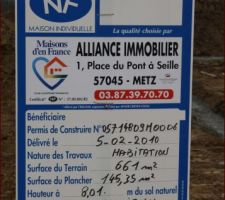 NF
MAISON INDIVIDUELLE
La qualité choisie par
Maisons
d'en France
ALLIANCE IMMOBILIER
1, Place du Pont à Seille
57045 - METZ
03.87.39.70.70
Bénéficiaire
Permis de Construire N°
Délivré le 5-02-2010
Nature des Travaux HABITATION
Surface du Terrain 661 m²
Surface du Plancher 145,35 m²
Hauteur à 8,01 m du sol naturel